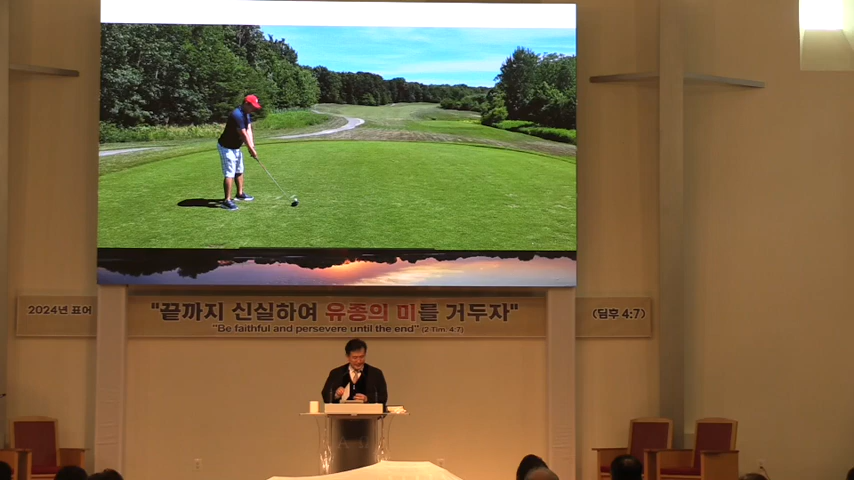 2024년 표어
"끝까지 신실하여 유종의 미를 거두자"
"Be faithful and persevere until the end" (2 Tim. 4:7)
(딤후 4:7)